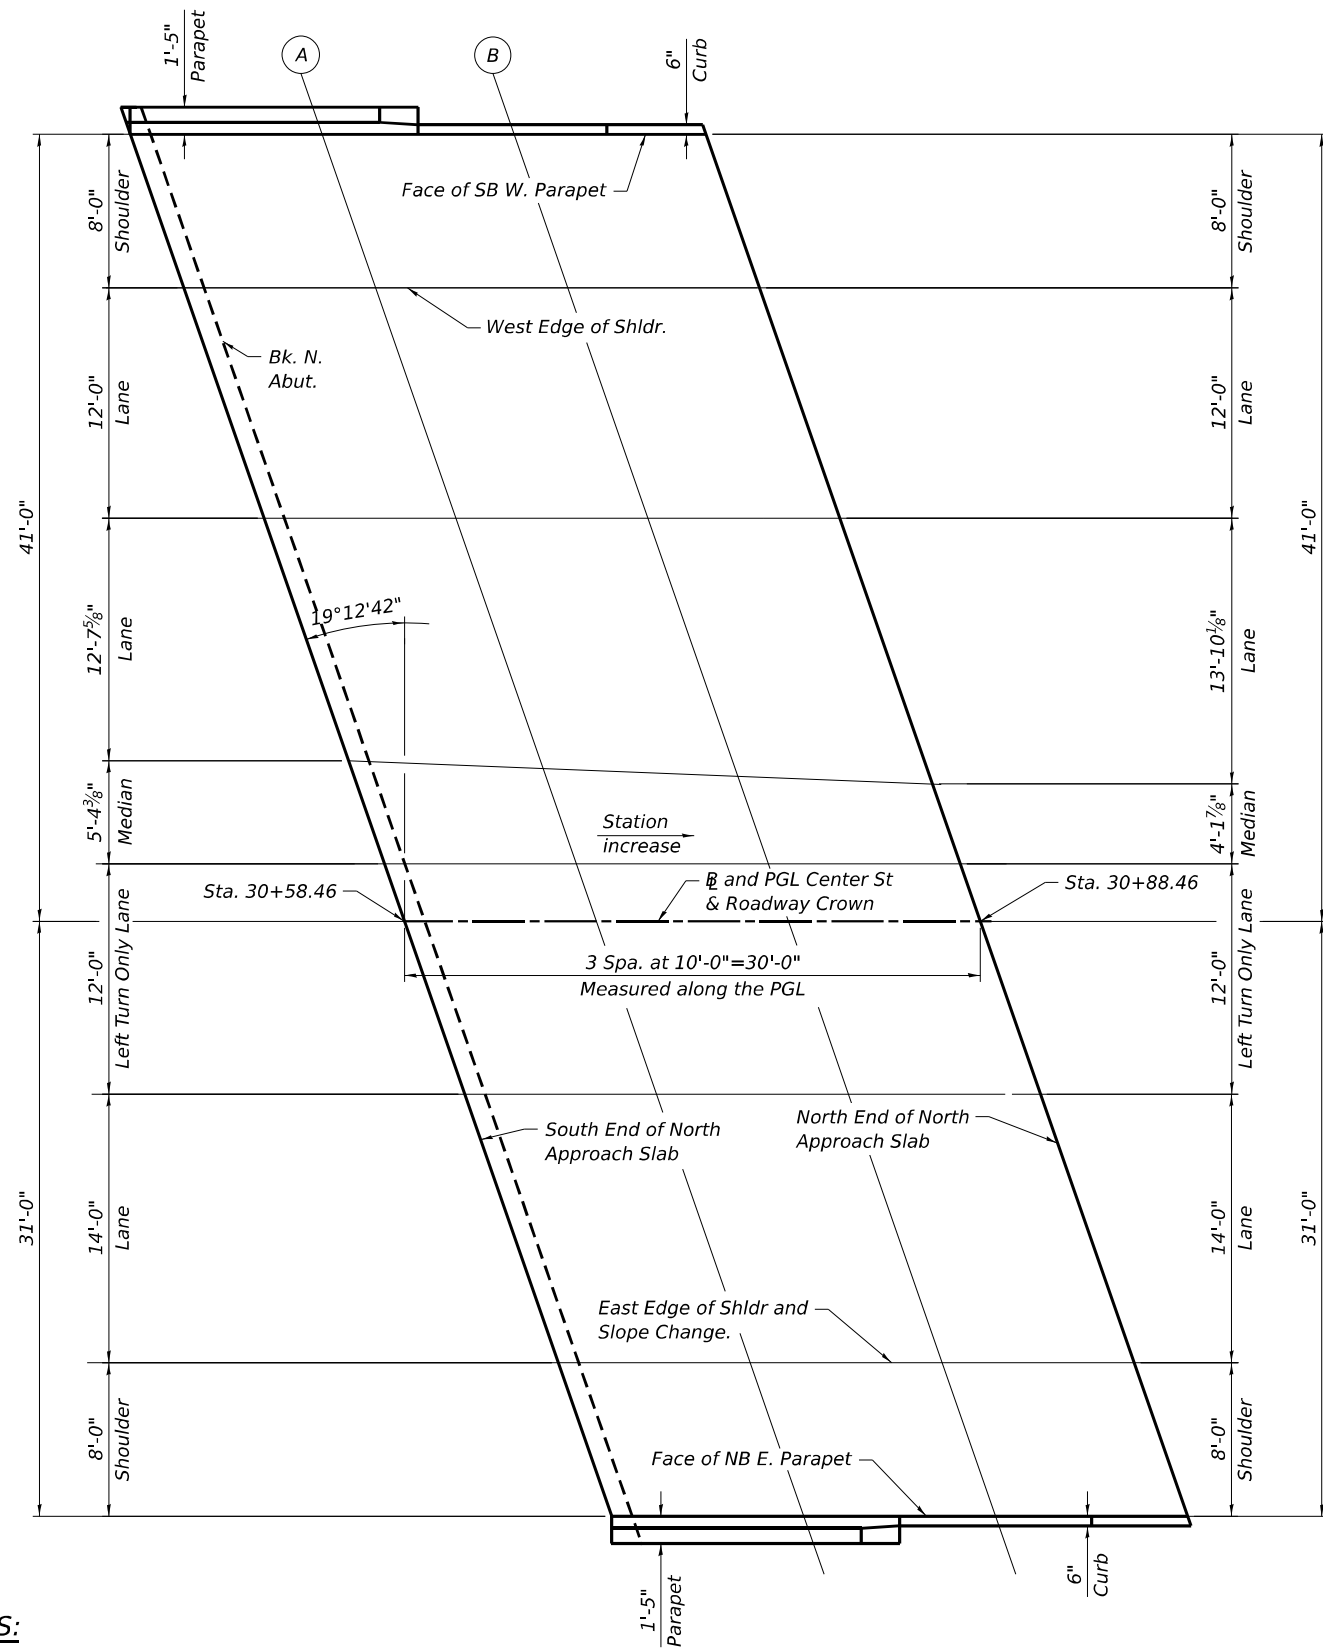 1'-5"
Parapet
A
B
6"
Curb
Face of SB W. Parapet
8'-0"
Shoulder
8'-0"
Shoulder
West Edge of Shldr.
Bk. N.
Abut.
12'-0"
Lane
12'-0"
Lane
41'-0"
41'-0"
19°12'42"
12'-7⅝"
Lane
13'-10⅛"
Lane
5'-4⅜"
Median
4'-1⅞"
Median
Station
increase
Sta. 30+58.46
℄ and PGL Center St
& Roadway Crown
Sta. 30+88.46
12'-0"
Left Turn Only Lane
12'-0"
Left Turn Only Lane
3 Spa. at 10'-0"=30'-0"
Measured along the PGL
South End of North
Approach Slab
North End of North
Approach Slab
31'-0"
14'-0"
Lane
14'-0"
Lane
31'-0"
East Edge of Shldr and
Slope Change.
8'-0"
Shoulder
8'-0"
Shoulder
Face of NB E. Parapet
1'-5"
Parapet
6"
Curb
S: